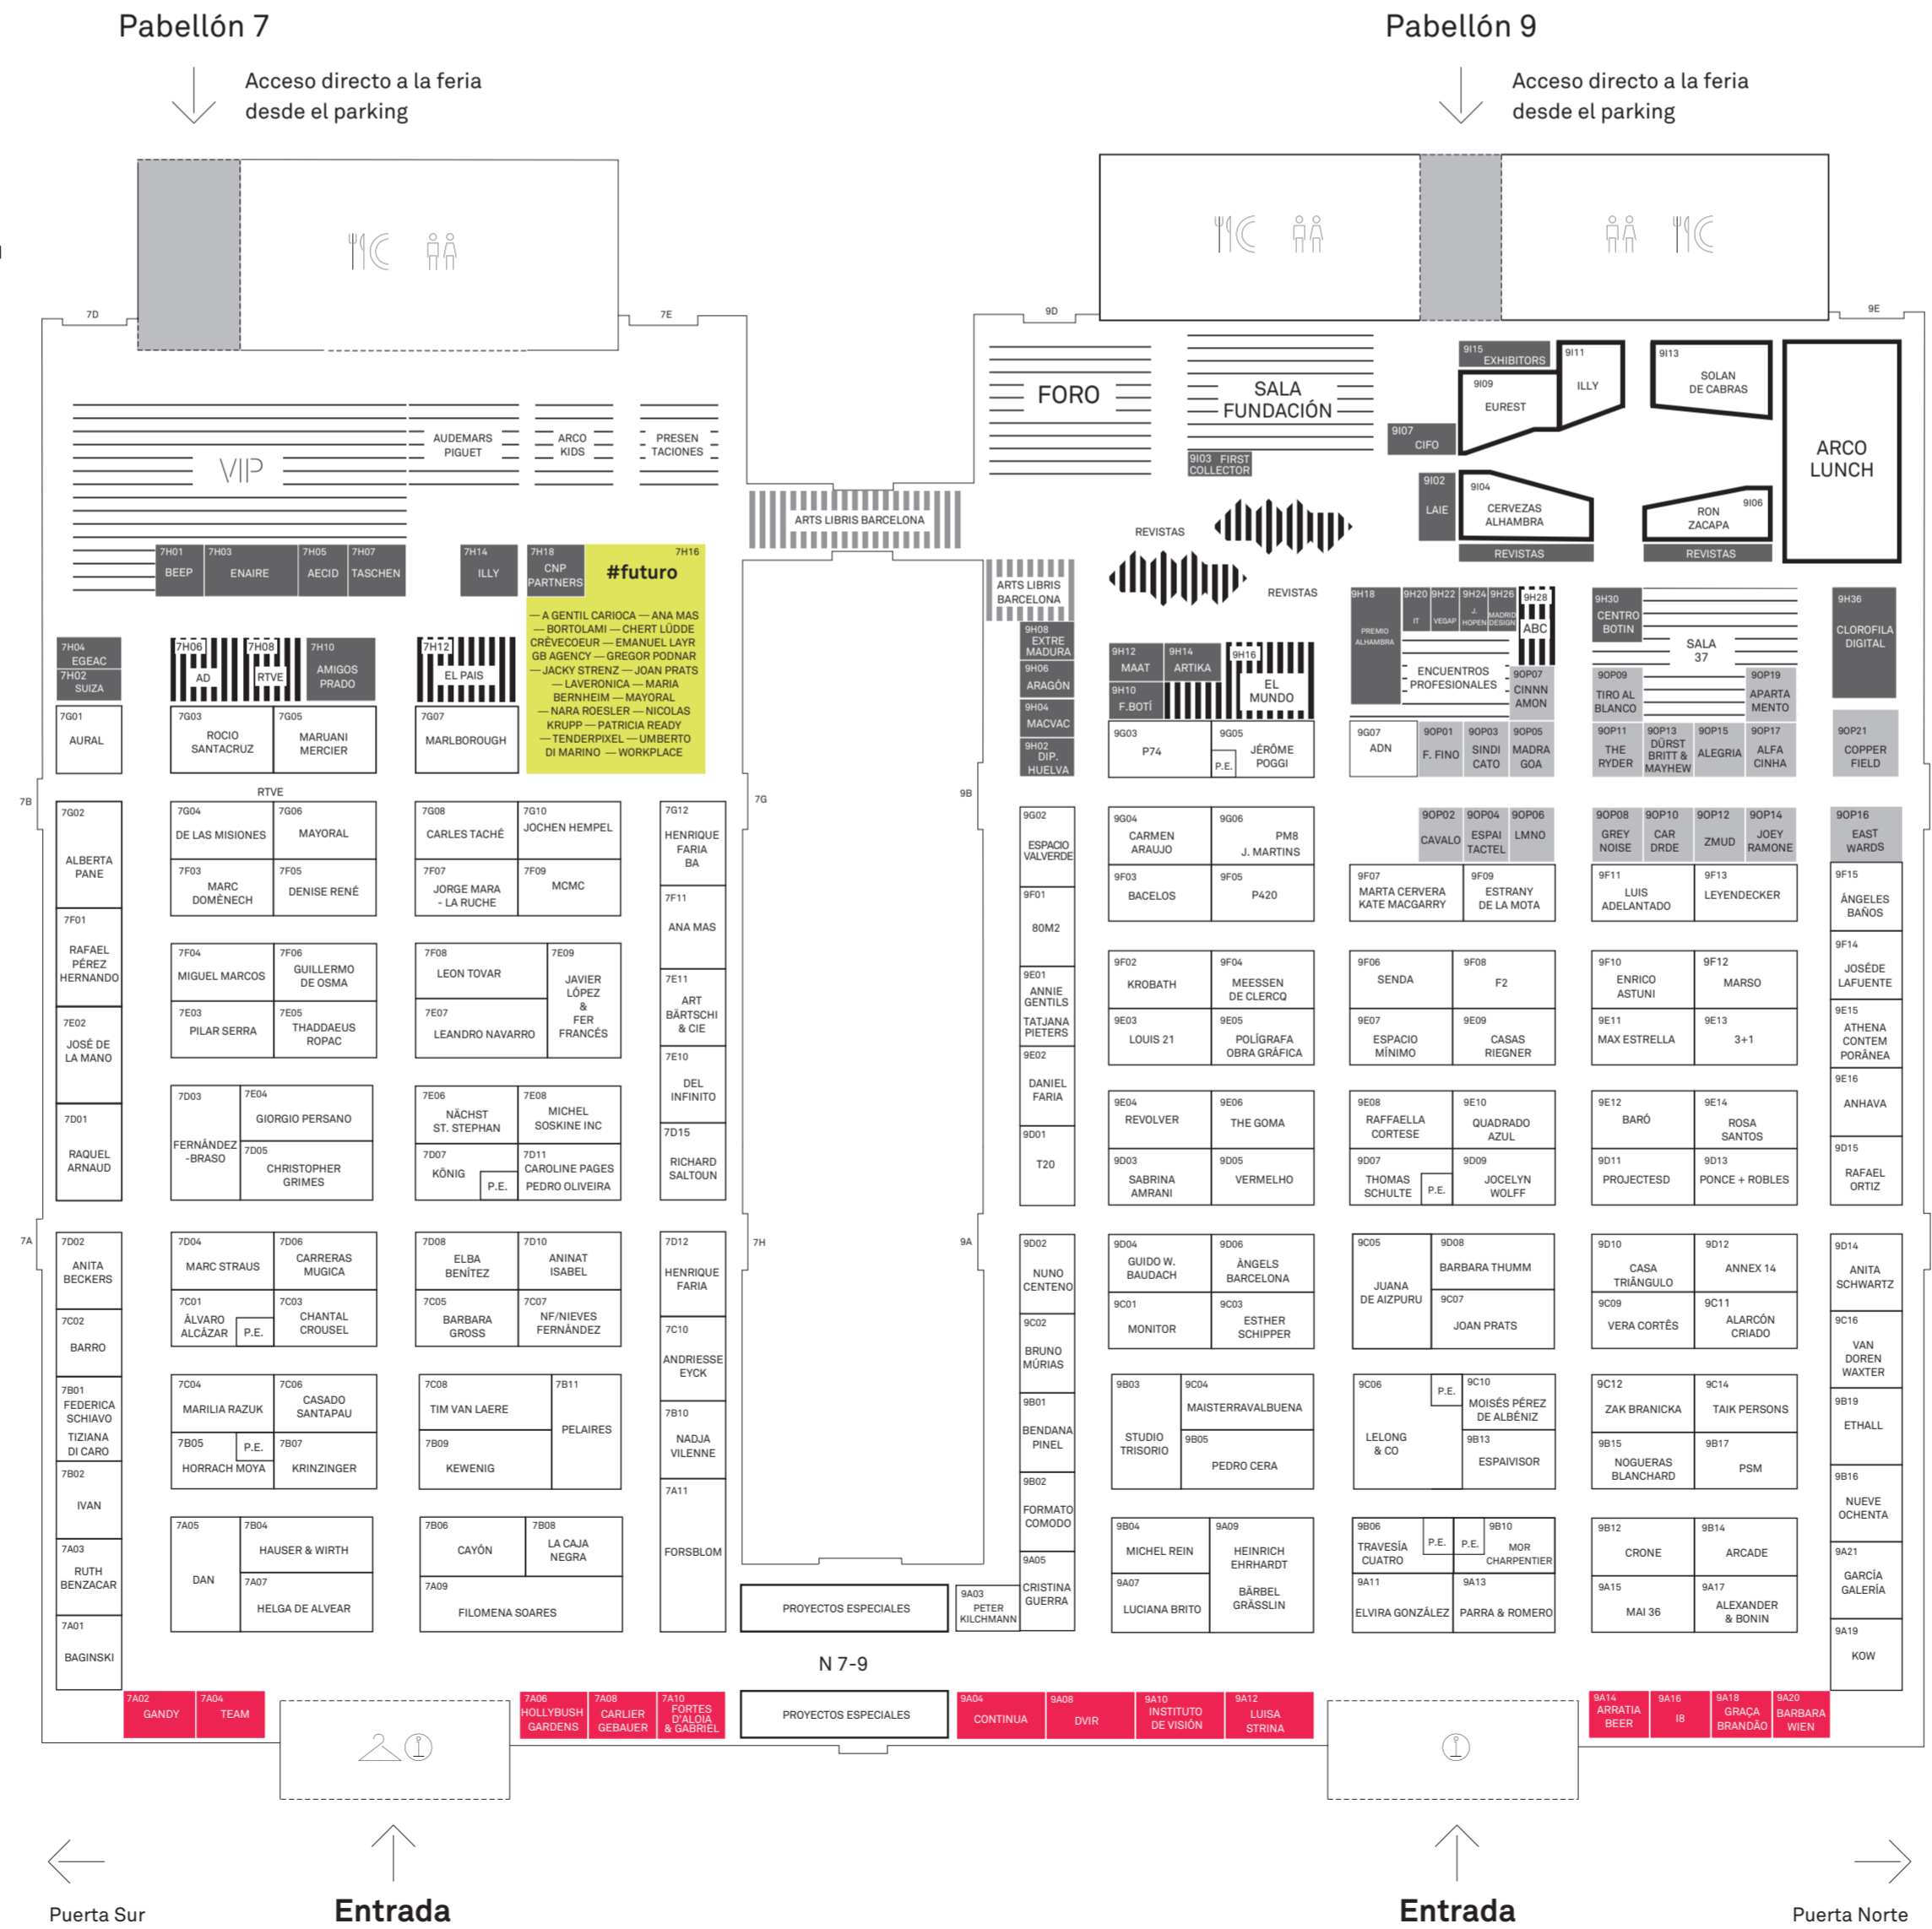 Pabellón 7
Pabellón 9
Acceso directo a la feria
desde el parking
Acceso directo a la feria
desde el parking
7D
7E
9D
9E
VIP
AUDEMARS
PIGUET
ARCO
KIDS
PRESEN
TACIONES
ARTS LIBRIS BARCELONA
FORO
SALA
FUNDACIÓN
9I03 FIRST
COLLECTOR
9I15
EXHIBITORS
9I11
ILLY
9I09
EUREST
9I13
SOLAN
DE CABRAS
9I07
CIFO
ARCO
LUNCH
9I02
LAIE
9I04
CERVEZAS
ALHAMBRA
9I06
RON
ZACAPA
REVISTAS
REVISTAS
REVISTAS
REVISTAS
7H01
BEEP
7H03
ENAIRE
7H05
AECID
7H07
TASCHEN
7H14
ILLY
7H18
CNP
PARTNERS
7H16
#futuro
— A GENTIL CARIOCA — ANA MAS
— BORTOLAMI — CHERT LÜDDE
CRÈVECOEUR — EMANUEL LAYR
GB AGENCY — GREGOR PODNAR
— JACKY STRENZ — JOAN PRATS
— LAVERONICA — MARIA
BERNHEIM — MAYORAL
— NARA ROESLER — NICOLAS
KRUPP — PATRICIA READY
— TENDERPIXEL — UMBERTO
DI MARINO — WORKPLACE
7H04
EGEAC
7H02
SUIZA
7H06
AD
7H08
RTVE
7H10
AMIGOS
PRADO
7H12
EL PAIS
7G01
AURAL
7G03
ROCIO
SANTACRUZ
7G05
MARUANI
MERCIER
7G07
MARLBOROUGH
RTVE
7B
7G
7G02
ALBERTA
PANE
7G04
DE LAS MISIONES
7G06
MAYORAL
7G08
CARLES TACHÉ
7G10
JOCHEN HEMPEL
7G12
HENRIQUE
FARIA
BA
7F03
MARC
DOMÈNECH
7F05
DENISE RENÉ
7F07
JORGE MARA
- LA RUCHE
7F09
MCMC
7F11
ANA MAS
7F01
RAFAEL
PÉREZ
HERNANDO
7F04
MIGUEL MARCOS
7F06
GUILLERMO
DE OSMA
7F08
LEON TOVAR
7E09
JAVIER
LÓPEZ
&
FER
FRANCÉS
7E11
ART
BÄRTSCHI
& CIE
7E02
JOSÉ DE
LA MANO
7E03
PILAR SERRA
7E05
THADDAEUS
ROPAC
7E07
LEANDRO NAVARRO
7E10
DEL
INFINITO
7D01
RAQUEL
ARNAUD
7D03
FERNÁNDEZ
-BRASO
7E04
GIORGIO PERSANO
7D05
CHRISTOPHER
GRIMES
7E06
NÄCHST
ST. STEPHAN
7E08
MICHEL
SOSKINE INC
7D07
KÖNIG
P.E.
7D11
CAROLINE PAGES
PEDRO OLIVEIRA
7D15
RICHARD
SALTOUN
7A
7H
7D02
ANITA
BECKERS
7D04
MARC STRAUS
7D06
CARRERAS
MUGICA
7D08
ELBA
BENÍTEZ
7D10
ANINAT
ISABEL
7D12
HENRIQUE
FARIA
7C01
ÁLVARO
ALCÁZAR
P.E.
7C03
CHANTAL
CROUSEL
7C05
BARBARA
GROSS
7C07
NF/NIEVES
FERNÁNDEZ
7C02
BARRO
7C10
ANDRIESSE
EYCK
7B01
FEDERICA
SCHIAVO
TIZIANA
DI CARO
7C04
MARILIA RAZUK
7C06
CASADO
SANTAPAU
7C08
TIM VAN LAERE
7B11
PELAIRES
7B10
NADJA
VILENNE
7B05
HORRACH MOYA
P.E.
7B07
KRINZINGER
7B09
KEWENIG
7B02
IVAN
7A11
FORSBLOM
7A03
RUTH
BENZACAR
7A05
DAN
7B04
HAUSER & WIRTH
7A07
HELGA DE ALVEAR
7B06
CAYÓN
7B08
LA CAJA
NEGRA
7A09
FILOMENA SOARES
7A01
BAGINSKI
7A02
GANDY
7A04
TEAM
7A06
HOLLYBUSH
GARDENS
7A08
CARLIER
GEBAUER
7A10
FORTES
D'ALOIA
& GABRIEL
PROYECTOS ESPECIALES
N 7-9
PROYECTOS ESPECIALES
ARTS LIBRIS
BARCELONA
9H08
EXTRE
MADURA
9H06
ARAGÓN
9H04
MACVAC
9H02
DIP.
HUELVA
9H12
MAAT
9H14
ARTIKA
9H16
EL
MUNDO
9H10
F.BOTÍ
9H18
PREMIO
ALHAMBRA
9H20
IT
9H22
VEGAP
9H24
J.
HOPEN
9H26
MADRID
DESIGN
9H28
ABC
ENCUENTROS
PROFESIONALES
9OP07
CINNN
AMON
9H30
CENTRO
BOTIN
SALA
37
9OP09
TIRO AL
BLANCO
9OP19
APARTA
MENTO
9H36
CLOROFILA
DIGITAL
9G03
P74
9G05
P.E.
JÉRÔME
POGGI
9G07
ADN
9OP01
F. FINO
9OP03
SINDI
CATO
9OP05
MADRA
GOA
9OP11
THE
RYDER
9OP13
DÜRST
BRITT &
MAYHEW
9OP15
ALEGRIA
9OP17
ALFA
CINHA
9OP21
COPPER
FIELD
9B
9G02
ESPACIO
VALVERDE
9G04
CARMEN
ARAUJO
9G06
PM8
J. MARTINS
9OP02
CAVALO
9OP04
ESPAI
TACTEL
9OP06
LMNO
9OP08
GREY
NOISE
9OP10
CAR
DRDE
9OP12
ZMUD
9OP14
JOEY
RAMONE
9OP16
EAST
WARDS
9F01
80M2
9F03
BACELOS
9F05
P420
9F07
MARTA CERVERA
KATE MACGARRY
9F09
ESTRANY
DE LA MOTA
9F11
LUIS
ADELANTADO
9F13
LEYENDECKER
9F15
ÀNGELES
BAÑOS
9E01
ANNIE
GENTILS
TATJANA
PIETERS
9F02
KROBATH
9F04
MEESSEN
DE CLERCQ
9F06
SENDA
9F08
F2
9F10
ENRICO
ASTUNI
9F12
MARSO
9F14
JOSÉDE
LAFUENTE
9E03
LOUIS 21
9E05
POLÍGRAFA
OBRA GRÁFICA
9E07
ESPACIO
MÍNIMO
9E09
CASAS
RIEGNER
9E11
MAX ESTRELLA
9E13
3+1
9E15
ATHENA
CONTEM
PORÂNEA
9E02
DANIEL
FARIA
9E04
REVOLVER
9E06
THE GOMA
9E08
RAFFAELLA
CORTESE
9E10
QUADRADO
AZUL
9E12
BARÓ
9E14
ROSA
SANTOS
9E16
ANHAVA
9D01
T20
9D03
SABRINA
AMRANI
9D05
VERMELHO
9D07
THOMAS
SCHULTE
P.E.
9D09
JOCELYN
WOLFF
9D11
PROJECTESD
9D13
PONCE + ROBLES
9D15
RAFAEL
ORTIZ
9A
9D02
NUNO
CENTENO
9D04
GUIDO W.
BAUDACH
9D06
ÀNGELS
BARCELONA
9C05
JUANA
DE AIZPURU
9D08
BARBARA THUMM
9D10
CASA
TRIÂNGULO
9D12
ANNEX 14
9D14
ANITA
SCHWARTZ
9C01
MONITOR
9C03
ESTHER
SCHIPPER
9C07
JOAN PRATS
9C09
VERA CORTÊS
9C11
ALARCÓN
CRIADO
9C02
BRUNO
MÚRIAS
9C16
VAN
DOREN
WAXTER
9B03
STUDIO
TRISORIO
9C04
MAISTERRAVALBUENA
9B05
PEDRO CERA
9C06
LELONG
& CO
P.E.
9C10
MOISÉS PÉREZ
DE ALBÉNIZ
9B13
ESPAIVISOR
9C12
ZAK BRANICKA
9C14
TAIK PERSONS
9B15
NOGUERAS
BLANCHARD
9B17
PSM
9B01
BENDANA
PINEL
9B19
ETHALL
9B02
FORMATO
COMODO
9B16
NUEVE
OCHENTA
9B04
MICHEL REIN
9A09
HEINRICH
EHRHARDT
BÄRBEL
GRÄSSLIN
9B06
TRAVESÍA
CUATRO
P.E.
P.E.
9B10
MOR
CHARPENTIER
9B12
CRONE
9B14
ARCADE
9A21
GARCÍA
GALERÍA
9A03
PETER
KILCHMANN
9A05
CRISTINA
GUERRA
9A07
LUCIANA BRITO
9A11
ELVIRA GONZÁLEZ
9A13
PARRA & ROMERO
9A15
MAI 36
9A17
ALEXANDER
& BONIN
9A19
KOW
9A04
CONTINUA
9A08
DVIR
9A10
INSTITUTO
DE VISIÓN
9A12
LUISA
STRINA
9A14
ARRATIA
BEER
9A16
I8
9A18
GRAÇA
BRANDÃO
9A20
BARBARA
WIEN
Puerta Sur
Entrada
Entrada
Puerta Norte